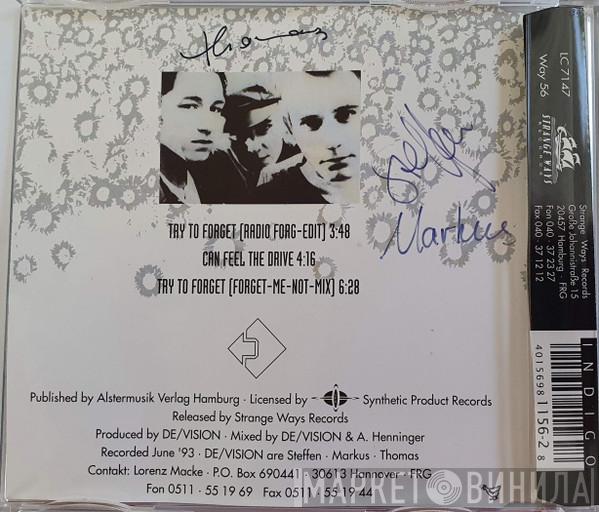 Thomas
Steffen
Markus
TRY TO FORGET [RADIO FORG-EDIT] 3:48
CAN FEEL THE DRIVE 4:16
TRY TO FORGET [FORGET-ME-NOT-MIX] 6:28
Published by Alstermusik Verlag Hamburg · Licensed by Synthetic Product Records
Released by Strange Ways Records
Produced by DE/VISION · Mixed by DE/VISION & A. Henninger
Recorded June '93 · DE/VISION are Steffen · Markus · Thomas
Contakt: Lorenz Macke · P.O. Box 690441 · 30613 Hannover · FRG
Fon 0511 · 55 19 69 Fax 0511 · 55 19 44
LC 7147
Way 56
STRANGE WAYS
RECORDS
Strange Ways Records
Große Johannisstraße 15
20457 Hamburg · FRG
Fon 040 · 37 23 27
Fax 040 · 37 12 12
INDIGO
4015698 1156-2 8
МАРКЕТ ВИНИЛА